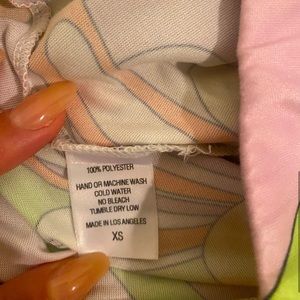 100% POLYESTER
HAND OR MACHINE WASH
COLD WATER
NO BLEACH
TUMBLE DRY LOW
MADE IN LOS ANGELES
XS